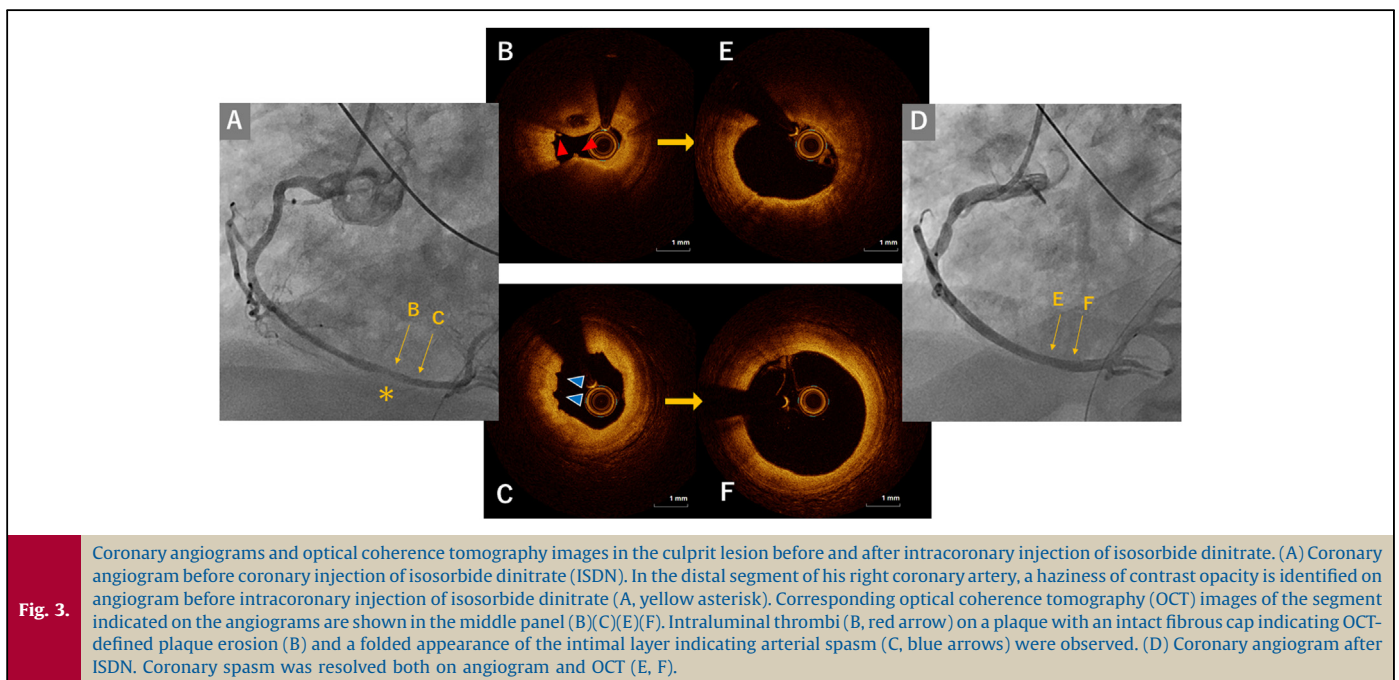 A
B
C
*
B
1 mm
E
1 mm
C
1 mm
F
1 mm
D
E
F
Fig. 3.
Coronary angiograms and optical coherence tomography images in the culprit lesion before and after intracoronary injection of isosorbide dinitrate. (A) Coronary
angiogram before coronary injection of isosorbide dinitrate (ISDN). In the distal segment of his right coronary artery, a haziness of contrast opacity is identified on
angiogram before intracoronary injection of isosorbide dinitrate (A, yellow asterisk). Corresponding optical coherence tomography (OCT) images of the segment
indicated on the angiograms are shown in the middle panel (B)(C)(E)(F). Intraluminal thrombi (B, red arrow) on a plaque with an intact fibrous cap indicating OCT-
defined plaque erosion (B) and a folded appearance of the intimal layer indicating arterial spasm (C, blue arrows) were observed. (D) Coronary angiogram after
ISDN. Coronary spasm was resolved both on angiogram and OCT (E, F).